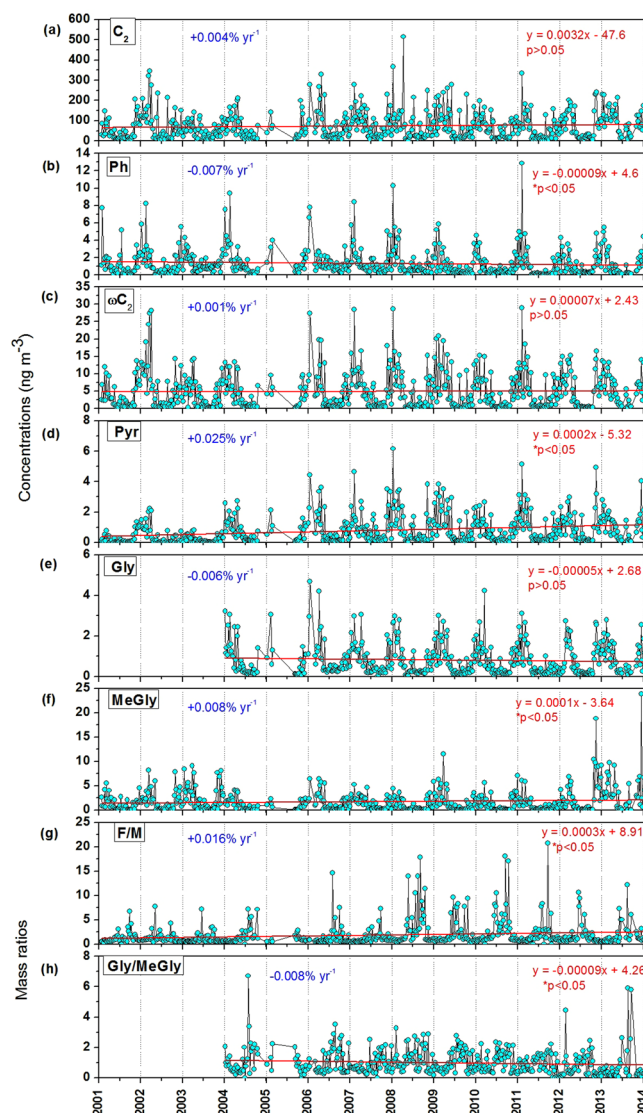 (a)
C2
+0.004% yr-1
y = 0.0032x - 47.6
p>0.05
600
500
400
300
200
100
0
(b)
Ph
-0.007% yr-1
y = -0.00009x + 4.6
*p<0.05
14
12
10
8
6
4
2
0
(c)
ωC2
+0.001% yr-1
y = 0.00007x + 2.43
p>0.05
35
30
25
20
15
10
5
0
Concentrations (ng m-3)
(d)
Pyr
+0.025% yr-1
y = 0.0002x - 5.32
*p<0.05
8
6
4
2
0
(e)
Gly
-0.006% yr-1
y = -0.00005x + 2.68
p>0.05
6
4
2
0
(f)
MeGly
+0.008% yr-1
y = 0.0001x - 3.64
*p<0.05
25
20
15
10
5
0
(g)
F/M
+0.016% yr-1
y = 0.0003x + 8.91
*p<0.05
25
20
15
10
5
0
Mass ratios
(h)
Gly/MeGly
-0.008% yr-1
y = -0.00009x + 4.26
*p<0.05
8
6
4
2
0
2001 2002 2003 2004 2005 2006 2007 2008 2009 2010 2011 2012 2013 2014